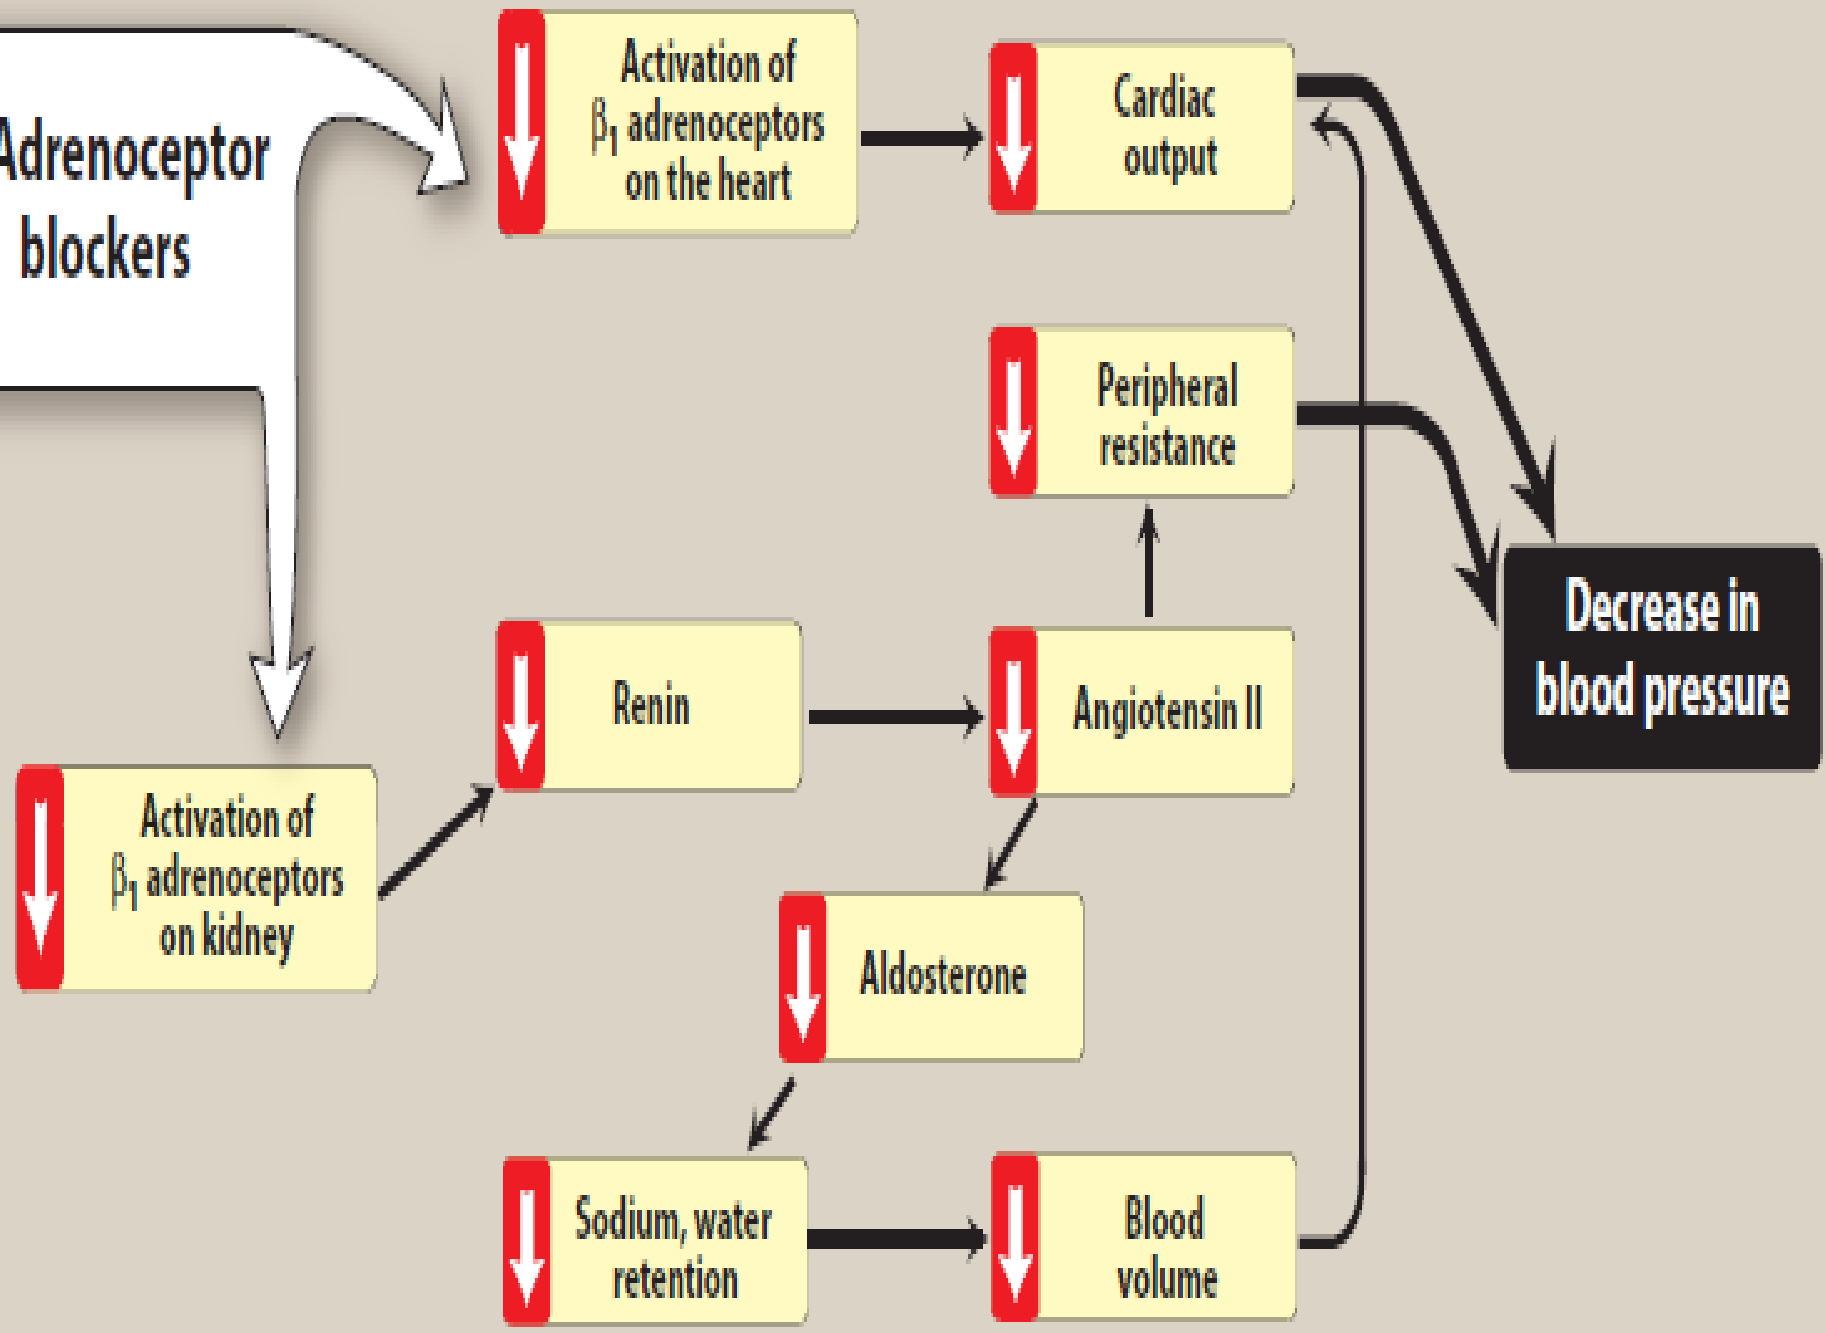 Adrenoceptor
blockers
Activation of
β1 adrenoceptors
on the heart
Cardiac
output
Peripheral
resistance
Decrease in
blood pressure
Renin
Angiotensin II
Activation of
β1 adrenoceptors
on kidney
Aldosterone
Sodium, water
retention
Blood
volume